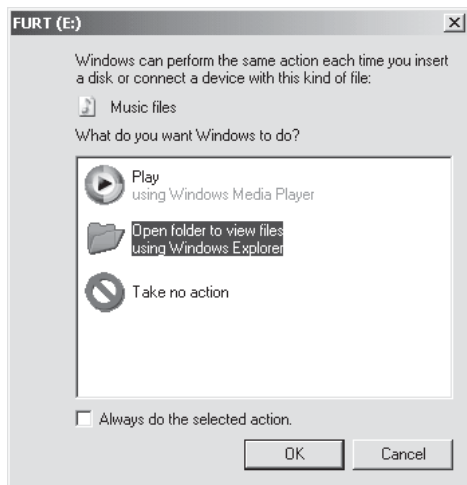 FURT (E:)
Windows can perform the same action each time you insert
a disk or connect a device with this kind of file:
Music files
What do you want Windows to do?
Play
using Windows Media Player
Open folder to view files
using Windows Explorer
Take no action
Always do the selected action.
OK Cancel